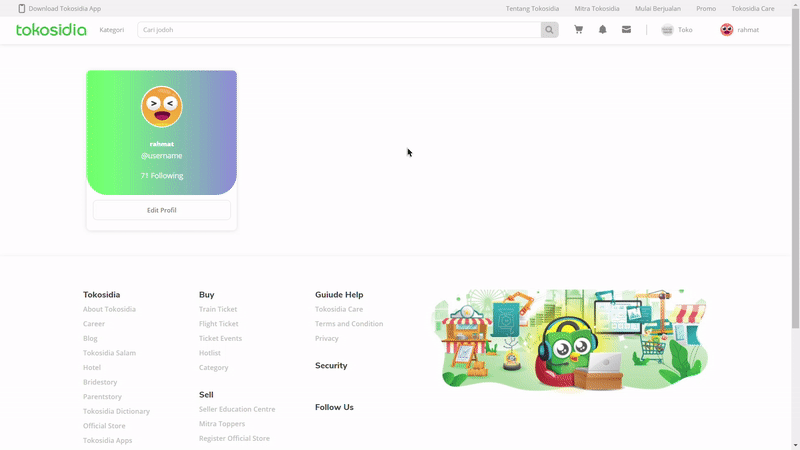 Download Tokosidia App
Tentang Tokosidia
Mitra Tokosidia
Mulai Berjualan
Promo
Tokosidia Care
tokosidia
Kategori
Cari jodoh
Toko
rahmat
rahmat
@username
71 Following
Edit Profil
Tokosidia
About Tokosidia
Career
Blog
Tokosidia Salam
Hotel
Bridestory
Parentstory
Tokosidia Dictionary
Official Store
Tokosidia Apps
Buy
Train Ticket
Flight Ticket
Ticket Events
Hotlist
Category
Sell
Seller Education Centre
Mitra Toppers
Register Official Store
Guiude Help
Tokosidia Care
Terms and Condition
Privacy
Security
Follow Us